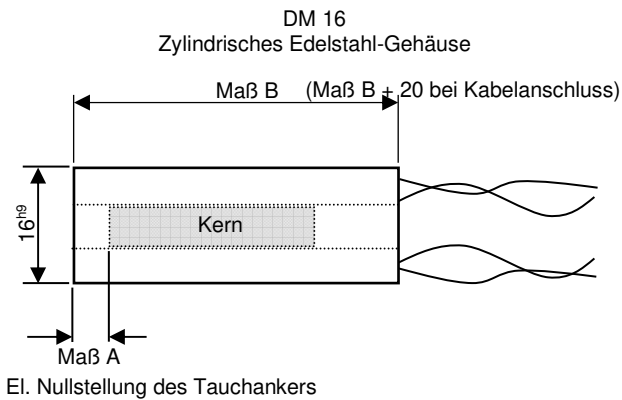 DM 16
Zylindrisches Edelstahl-Gehäuse
Maß B (Maß B + 20 bei Kabelanschluss)
16h9
Kern
Maß A
El. Nullstellung des Tauchankers